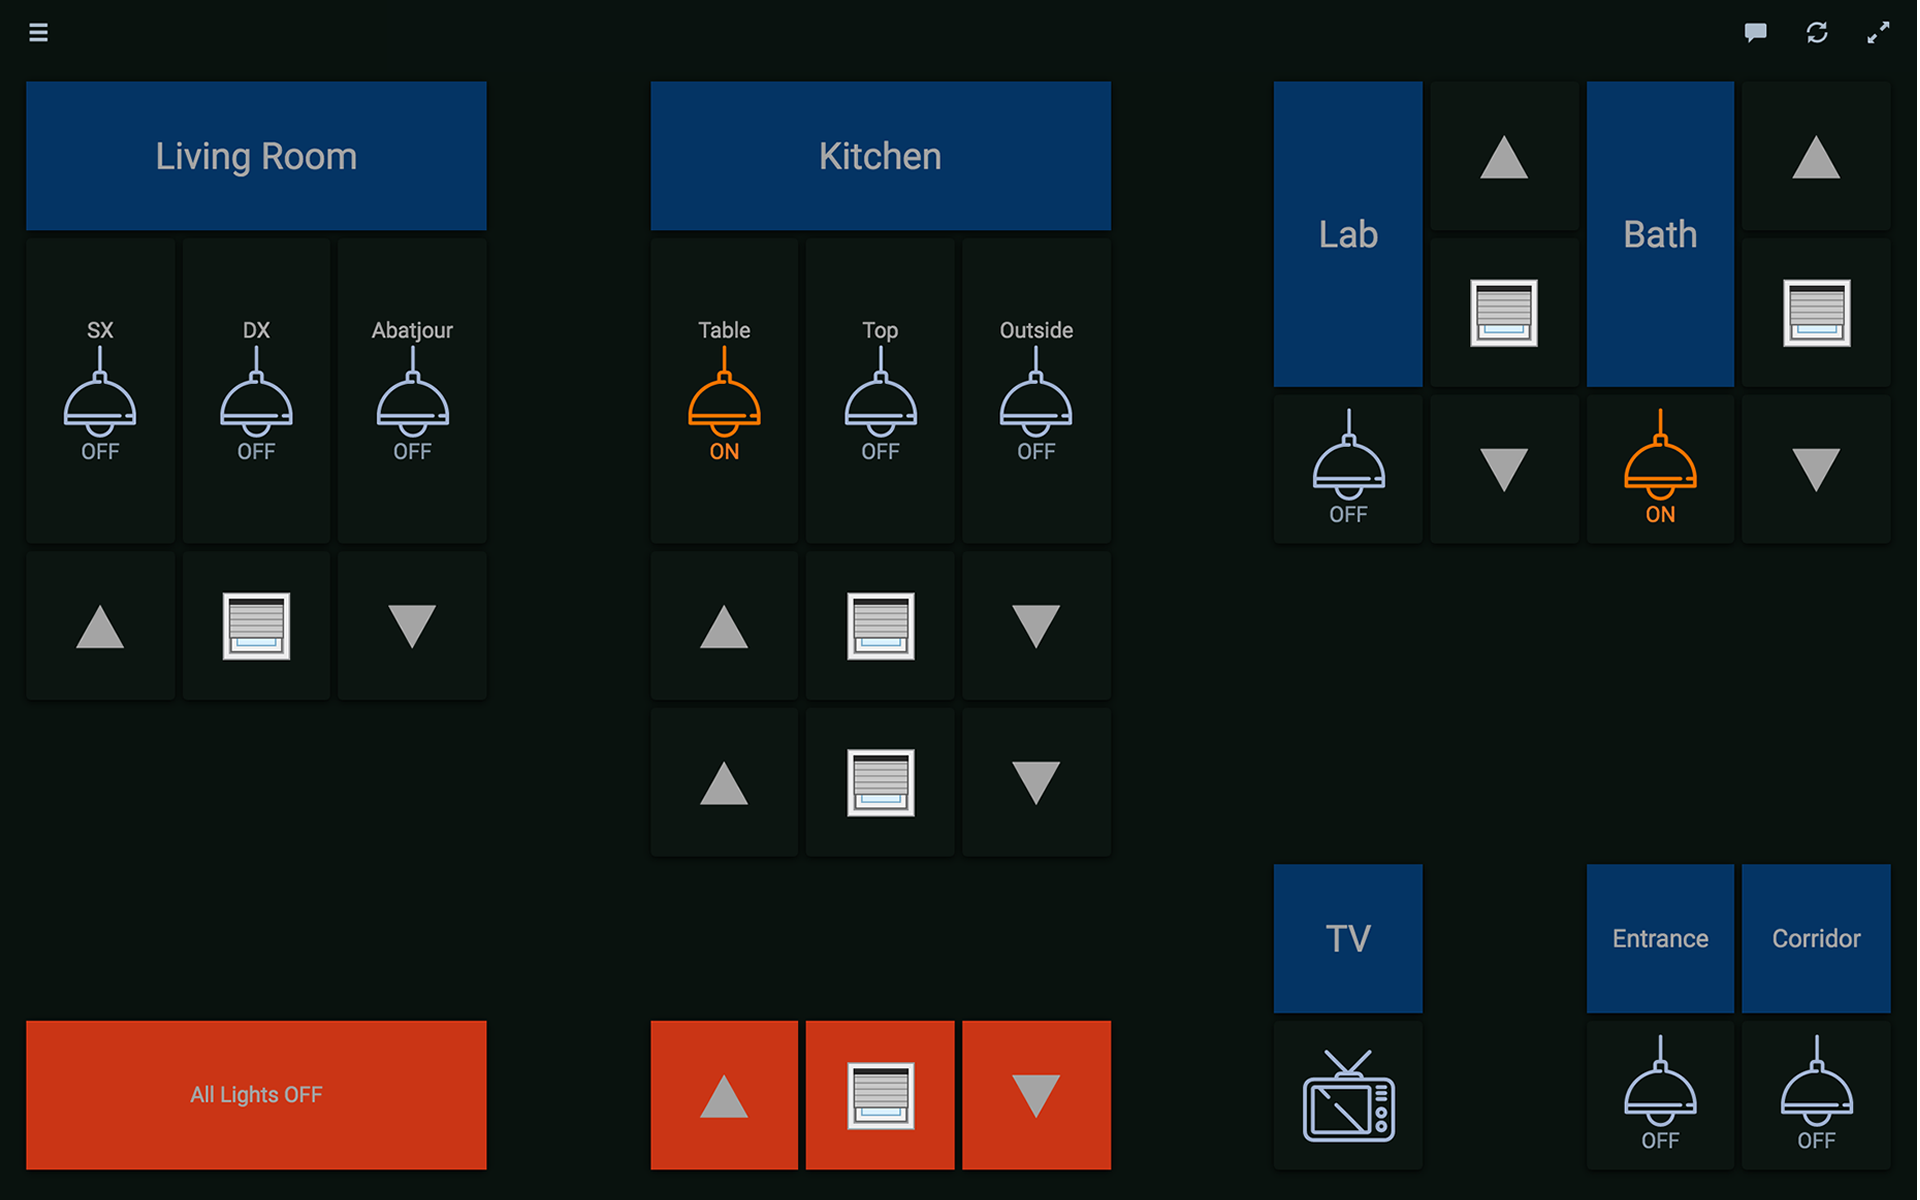 Living Room
SX
DX
Abatjour
OFF
OFF
OFF
Kitchen
Table
Top
Outside
ON
OFF
OFF
Lab
OFF
Bath
ON
TV
Entrance
Corridor
OFF
OFF
All Lights OFF